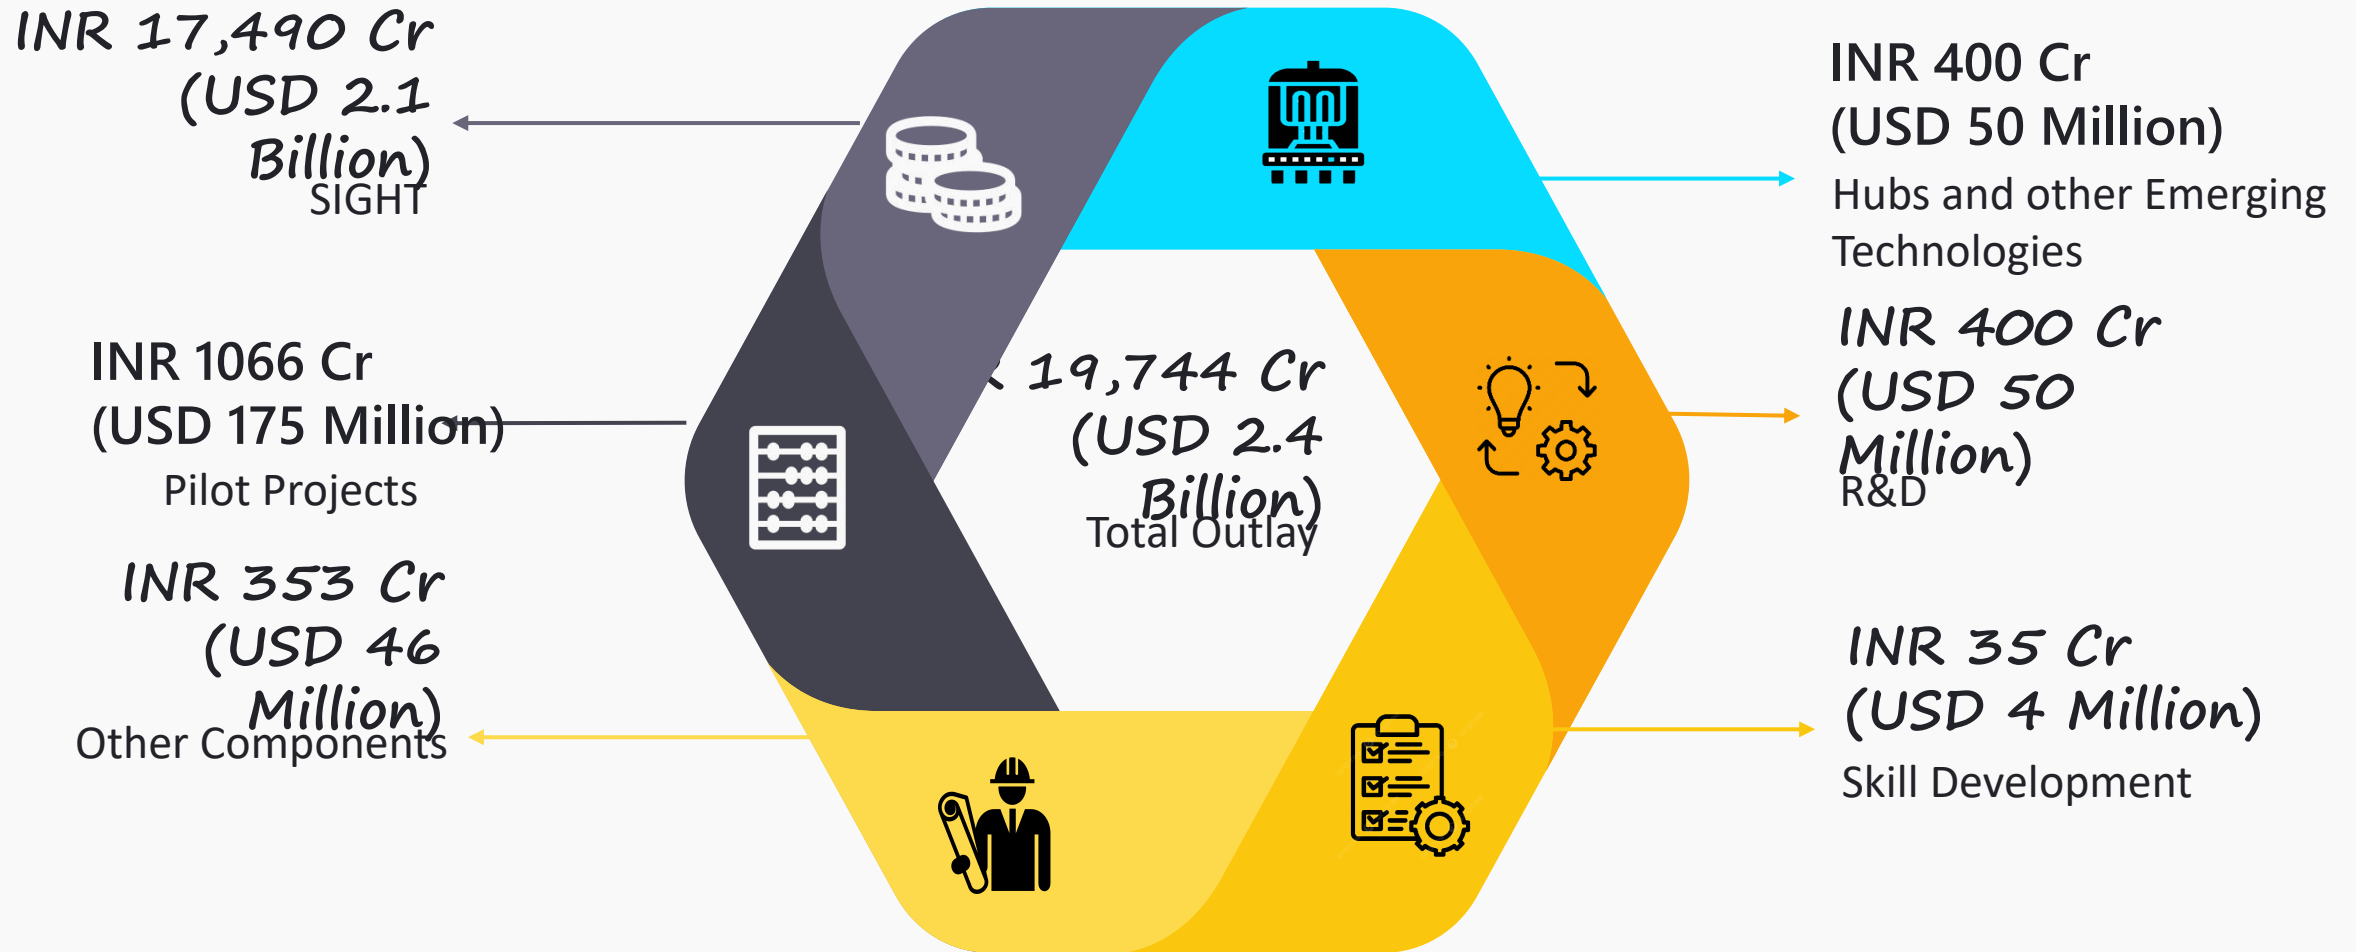 INR 17,490 Cr
(USD 2.1
Billion)
SIGHT
INR 1066 Cr
(USD 175 Million)
Pilot Projects
INR 353 Cr
(USD 46
Million)
Other Components
19,744 Cr
(USD 2.4
Billion)
Total Outlay
INR 400 Cr
(USD 50 Million)
Hubs and other Emerging
Technologies
INR 400 Cr
(USD 50
Million)
R&D
INR 35 Cr
(USD 4 Million)
Skill Development